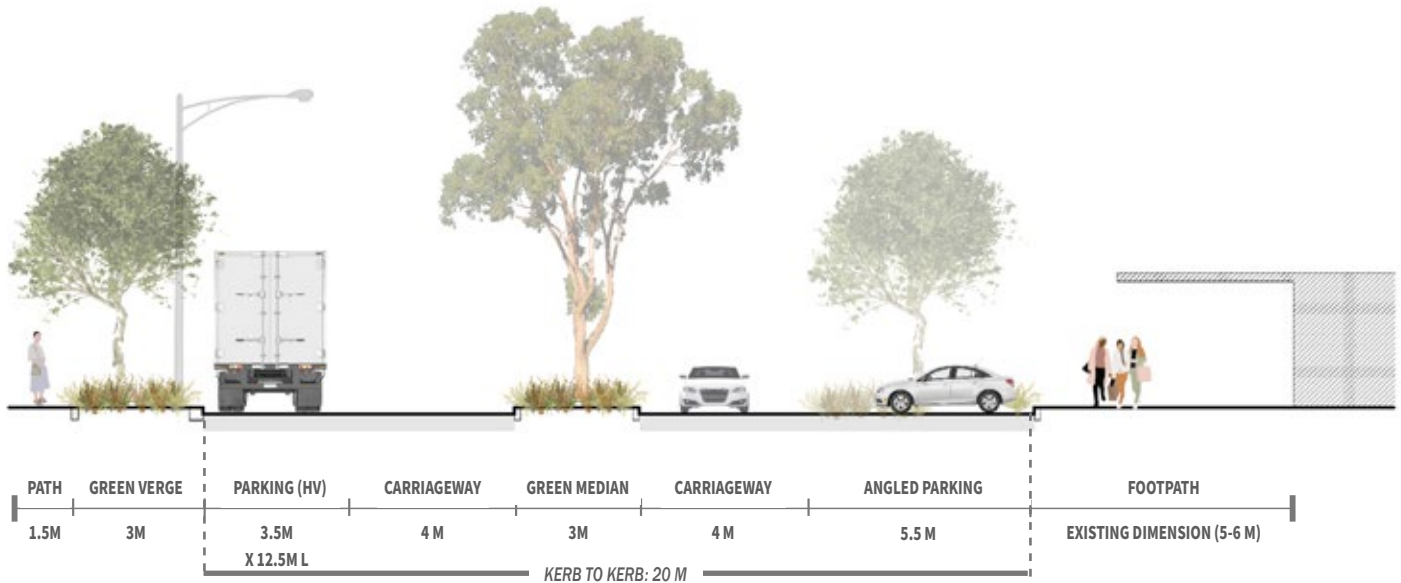 PATH GREEN VERGE PARKING (HV) CARRIAGEWAY GREEN MEDIAN CARRIAGEWAY ANGLED PARKING FOOTPATH
1.5M 3M 3.5M 4 M 3M 4 M 5.5 M EXISTING DIMENSION (5-6 M)
X 12.5M L
KERB TO KERB: 20 M